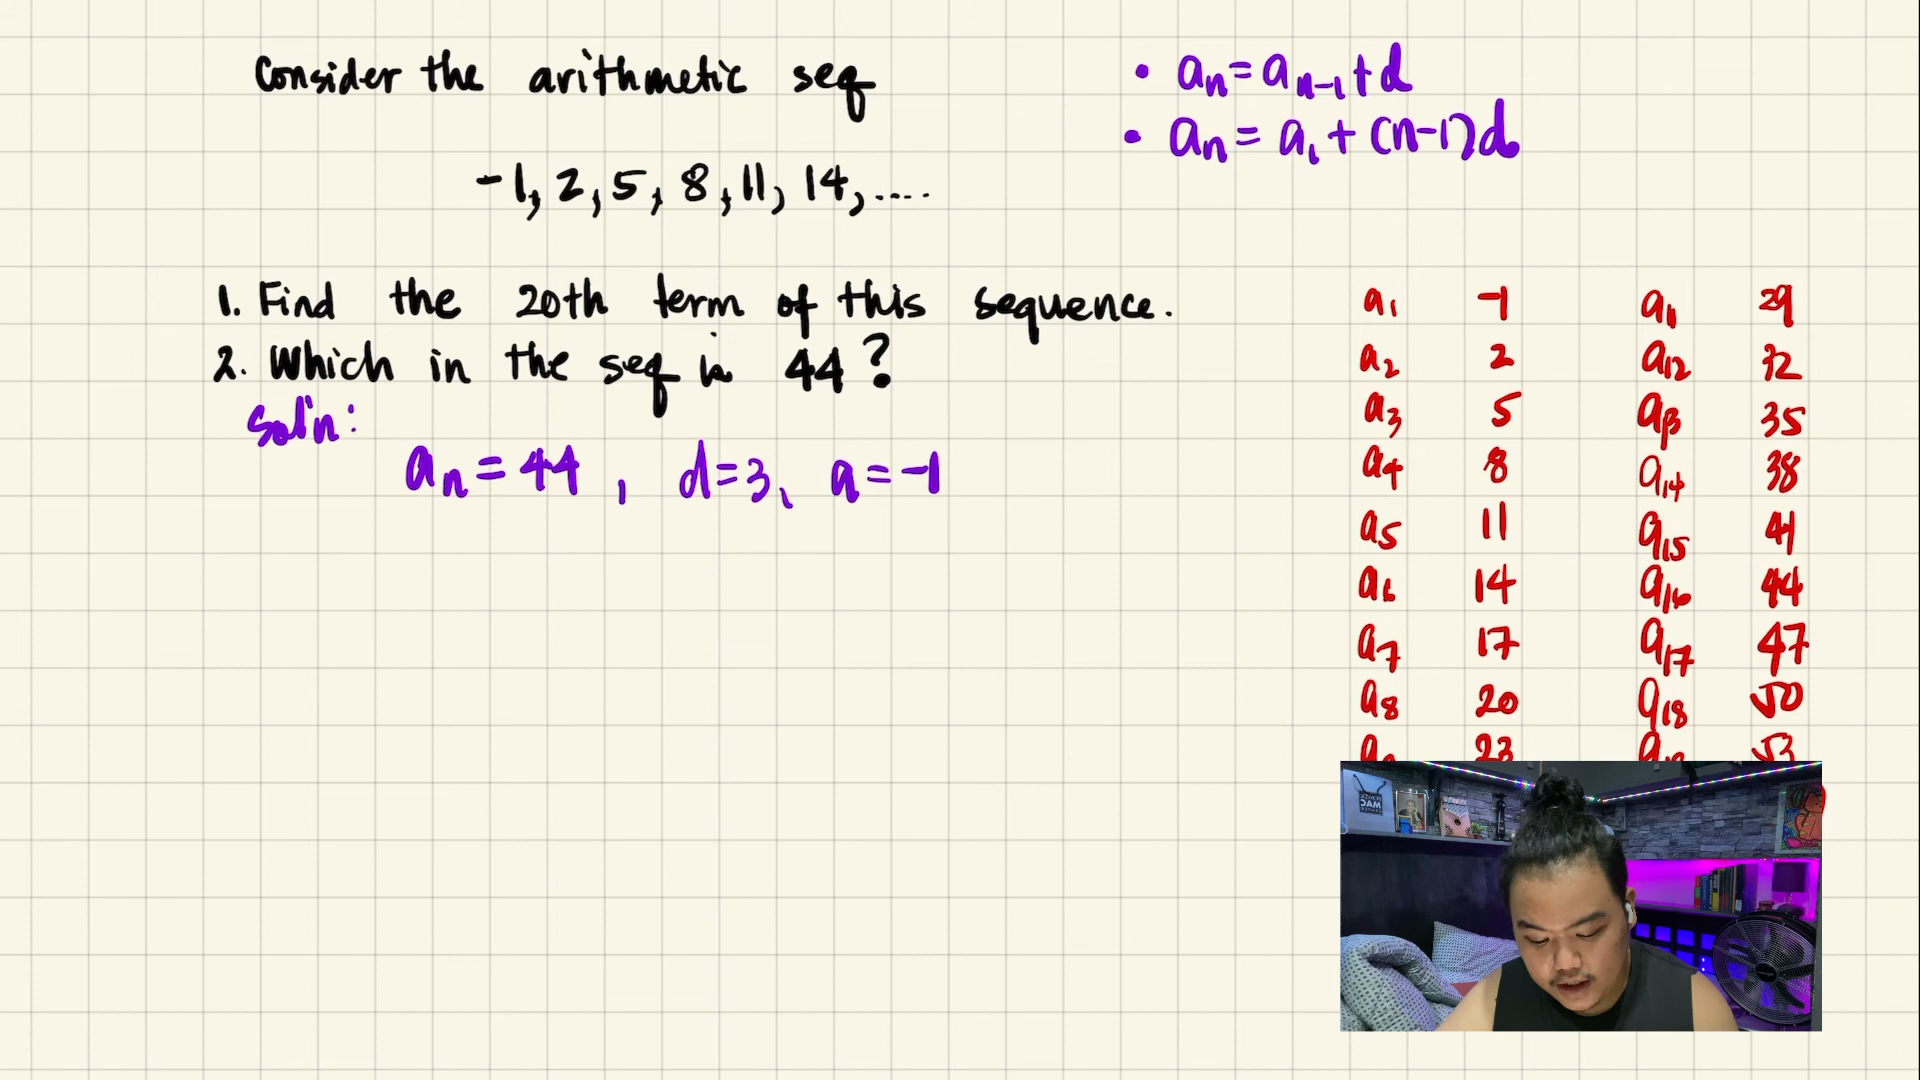 Consider the arithmetic seq
-1, 2, 5, 8, 11, 14, ....
• an = an-1 + d
• an = a1 + (n-1)d
1. Find the 20th term of this sequence.
2. Which in the seq is 44?
Sol'n:
an = 44, d = 3, a = -1
a1 -1 a11 29
a2 2 a12 32
a3 5 a13 35
a4 8 a14 38
a5 11 a15 41
a6 14 a16 44
a7 17 a17 47
a8 20 a18 50
23 53